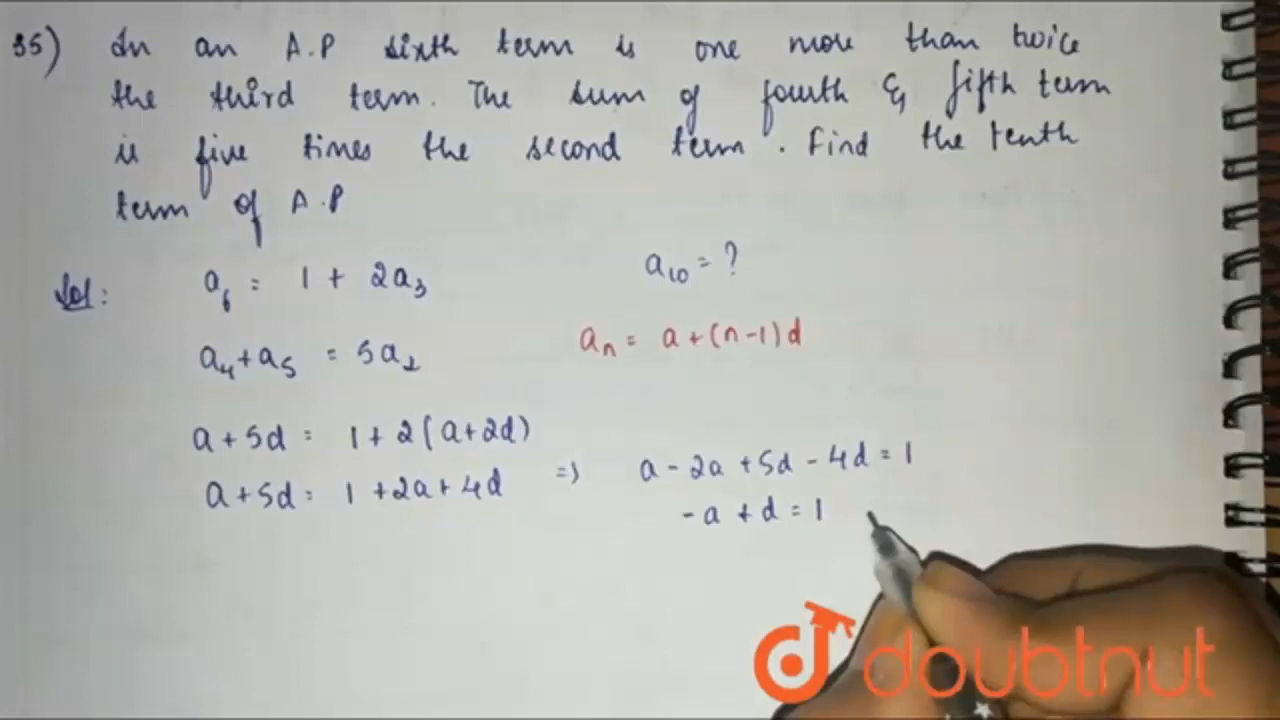 35) In an A.P sixth term is one more than twice
the third term. The sum of fourth & fifth term
is five times the second term. Find the tenth
term of A.P
Sol: a₆ = 1 + 2a₃
a₁₀ = ?
a₄+a₅ = 5a₂
aₙ = a+(n-1)d
a+5d = 1+2(a+2d)
a+5d = 1+2a+4d => a-2a+5d-4d=1
-a+d=1
doubtnut